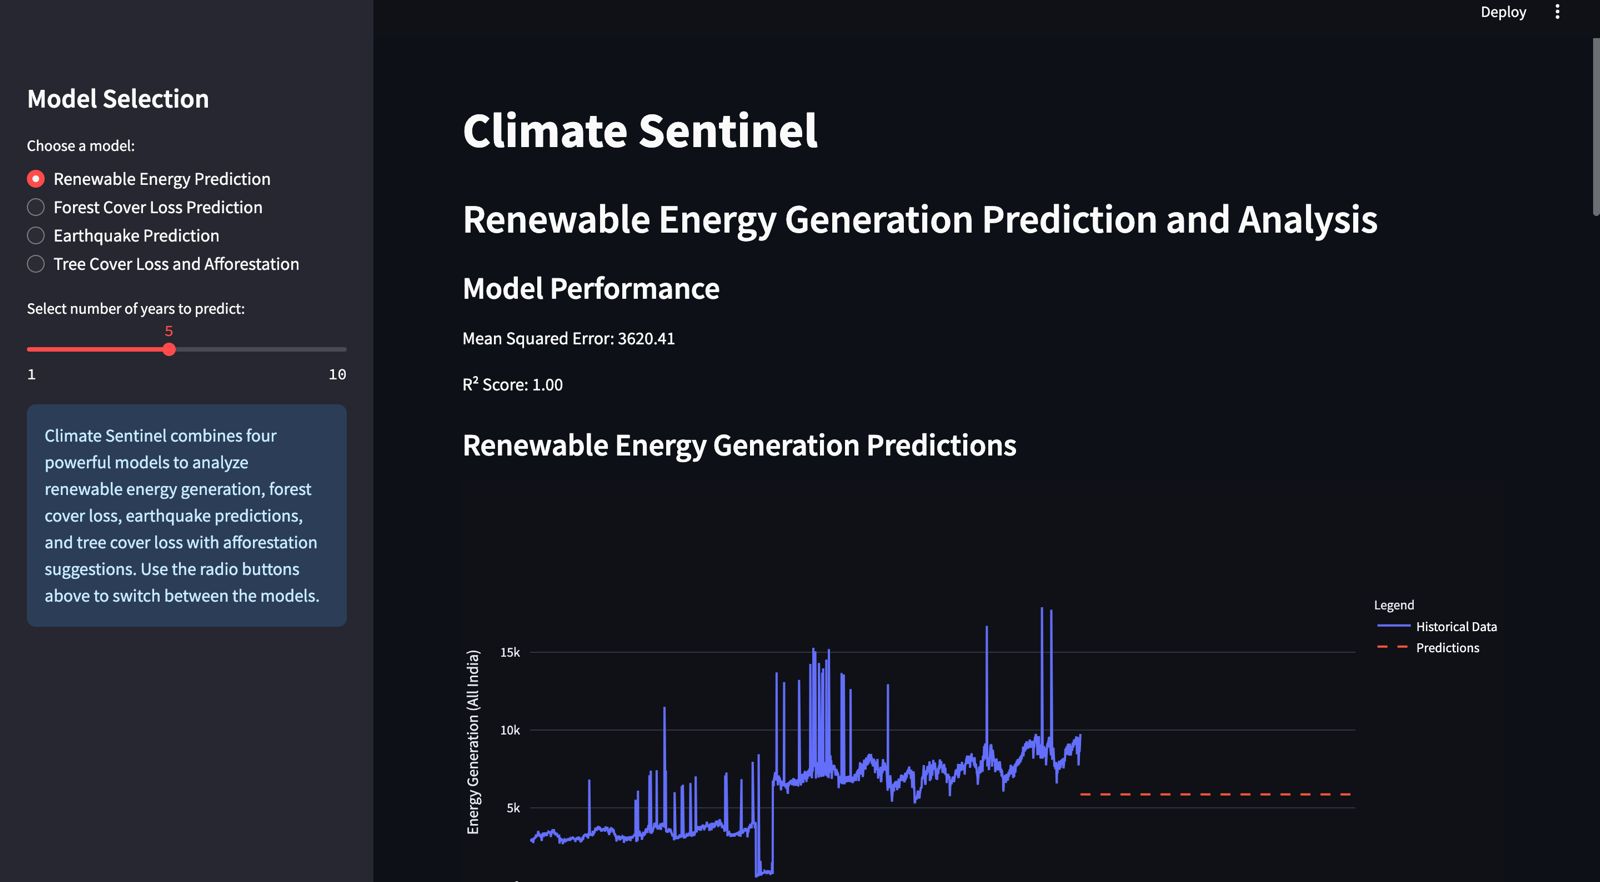 Deploy
Model Selection
Choose a model:
Renewable Energy Prediction
Forest Cover Loss Prediction
Earthquake Prediction
Tree Cover Loss and Afforestation
Select number of years to predict:
5
1 10
Climate Sentinel combines four
powerful models to analyze
renewable energy generation, forest
cover loss, earthquake predictions,
and tree cover loss with afforestation
suggestions. Use the radio buttons
above to switch between the models.
Climate Sentinel
Renewable Energy Generation Prediction and Analysis
Model Performance
Mean Squared Error: 3620.41
R² Score: 1.00
Renewable Energy Generation Predictions
Energy Generation (All India)
15k
10k
5k
Legend
Historical Data
Predictions